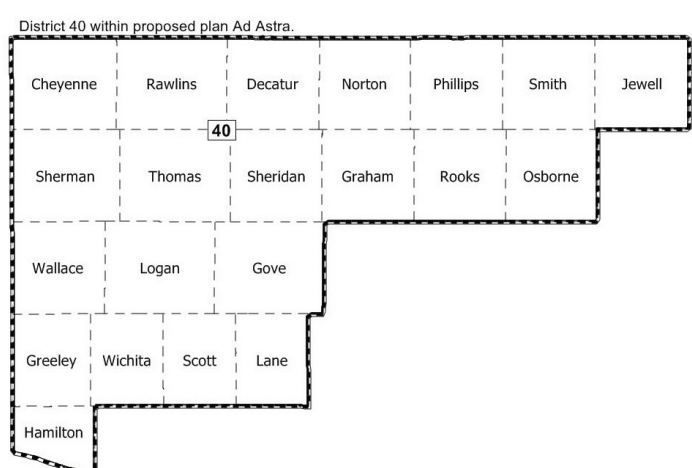 District 40 within proposed plan Ad Astra.
Cheyenne Rawlins Decatur Norton Phillips Smith Jewell
40
Sherman Thomas Sheridan Graham Rooks Osborne
Wallace Logan Gove
Greeley Wichita Scott Lane
Hamilton